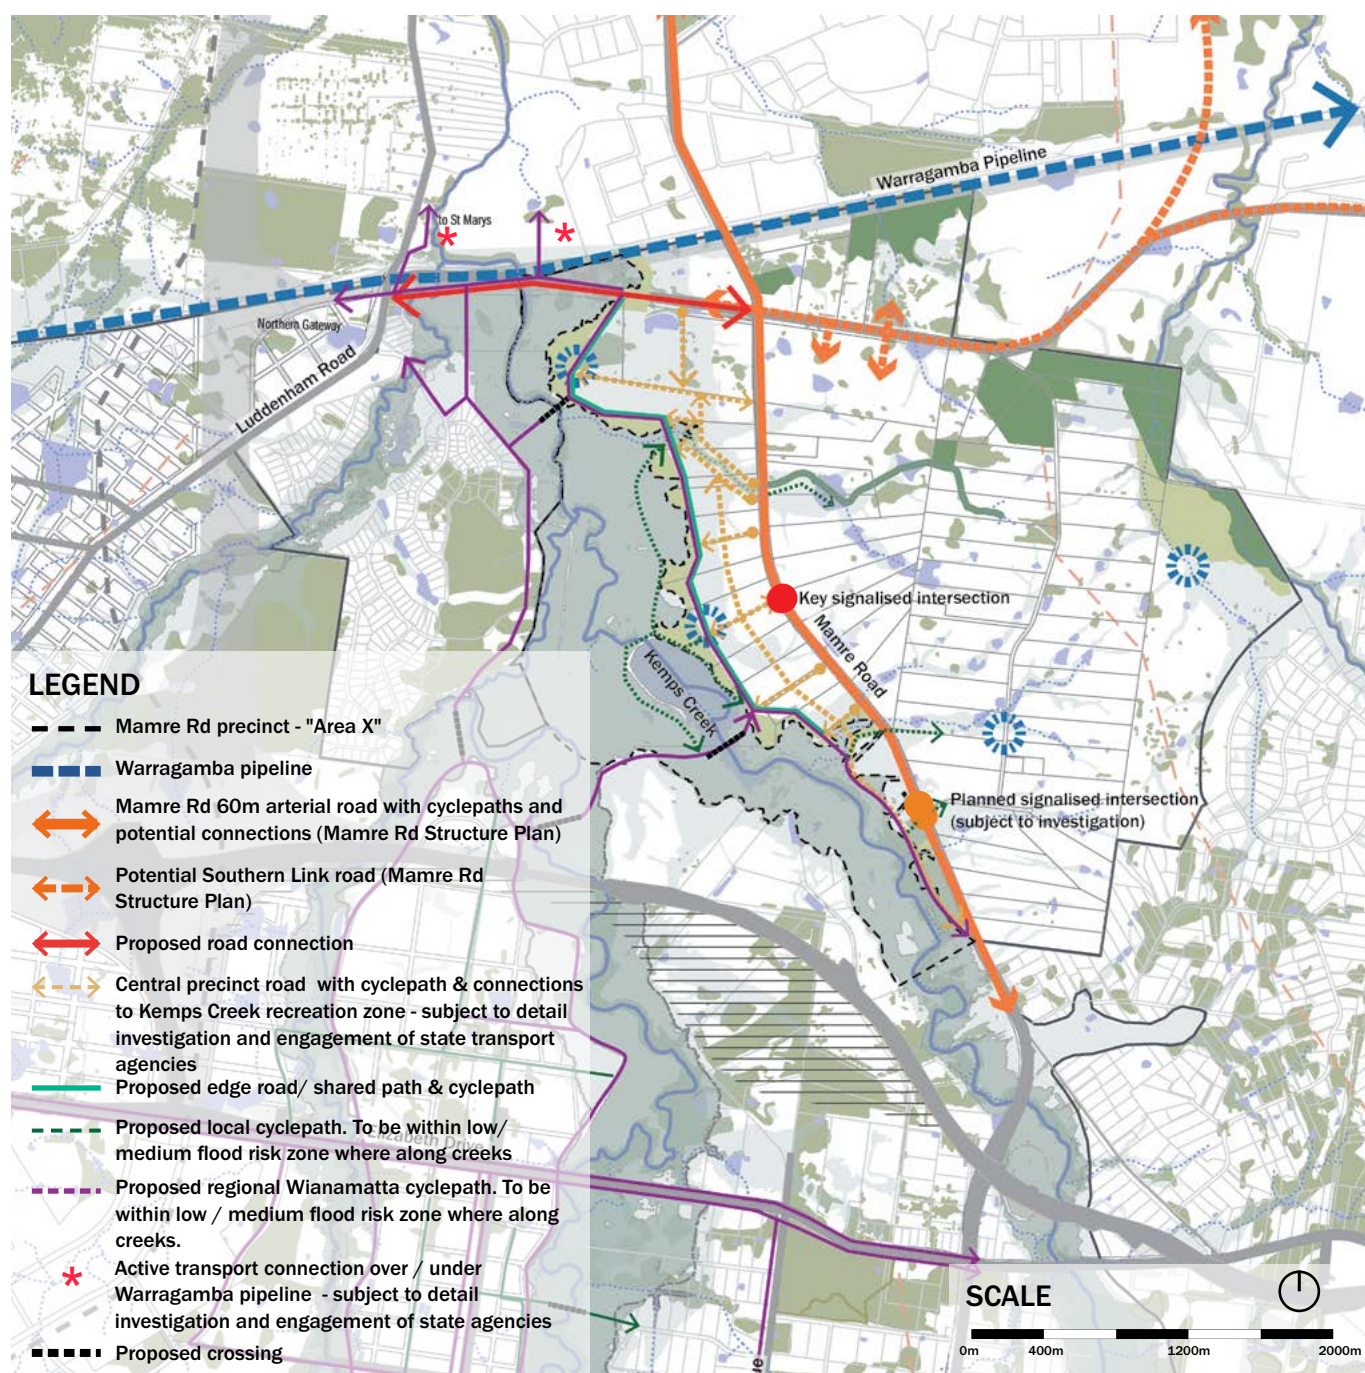 Warragamba Pipeline
to St Marys
Northern Gateway
Luddenham Road
Key signalised intersection
Mamre Road
Kemps Creek
Planned signalised intersection
(subject to investigation)
LEGEND
Mamre Rd precinct - "Area X"
Warragamba pipeline
Mamre Rd 60m arterial road with cyclepaths and
potential connections (Mamre Rd Structure Plan)
Potential Southern Link road (Mamre Rd
Structure Plan)
Proposed road connection
Central precinct road with cyclepath & connections
to Kemps Creek recreation zone - subject to detail
investigation and engagement of state transport
agencies
Proposed edge road/ shared path & cyclepath
Proposed local cyclepath. To be within low/
medium flood risk zone where along creeks
Elizabeth Drive
Proposed regional Wianamatta cyclepath. To be
within low / medium flood risk zone where along
creeks.
Active transport connection over / under
Warragamba pipeline - subject to detail
investigation and engagement of state agencies
Proposed crossing
SCALE
0m 400m 1200m 2000m